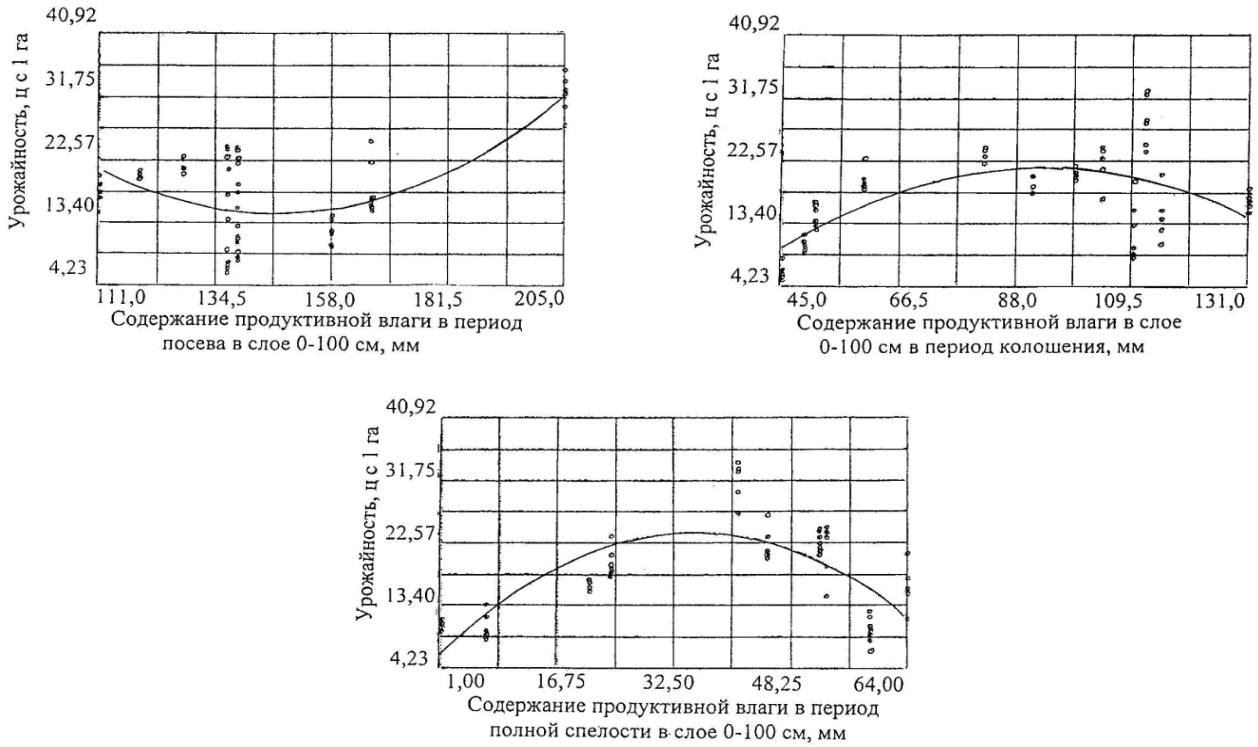 Урожайность, ц с 1 га
40,92
31,75
22,57
13,40
4,23
111,0 134,5 158,0 181,5 205,0
Содержание продуктивной влаги в период
посева в слое 0-100 см, мм
Урожайность, ц с 1 га
40,92
31,75
22,57
13,40
4,23
45,0 66,5 88,0 109,5 131,0
Содержание продуктивной влаги в слое
0-100 см в период колошения, мм
Урожайность, ц с 1 га
40,92
31,75
22,57
13,40
4,23
1,00 16,75 32,50 48,25 64,00
Содержание продуктивной влаги в период
полной спелости в слое 0-100 см, мм